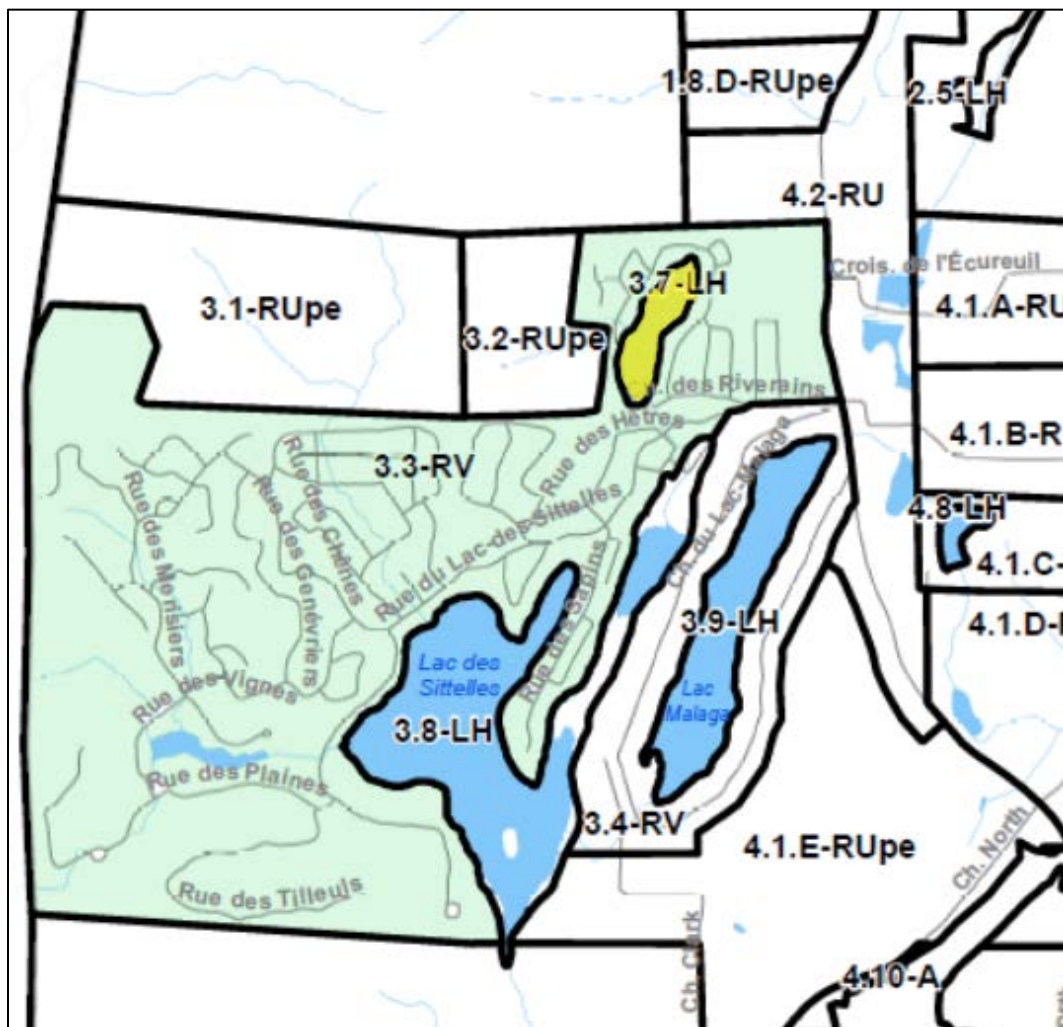 1.8.D-RUpe
2.5-LH
4.2-RU
Crois. de l'Écureuil
3.7-LH
3.1-RUpe
4.1.A-RU
3.2-RUpe
des Riverains
Rue des Hêtres
4.1.B-R
3.3-RV
Ch. du Lac-Malaga
Rue des Merisiers
Rue des Chênes
Rue des Genévriers
Rue du Lac-des-Sittelles
4.8-LH
4.1.C-
Rue des Sapins
3.9-LH
4.1.D-
Lac des
Sittelles
Rue des Vignes
Lac
Malaga
3.8-LH
Rue des Plaines
3.4-RV
4.1.E-RUpe
Ch. North
Rue des Tilleuls
Ch. Clark
4.10-A